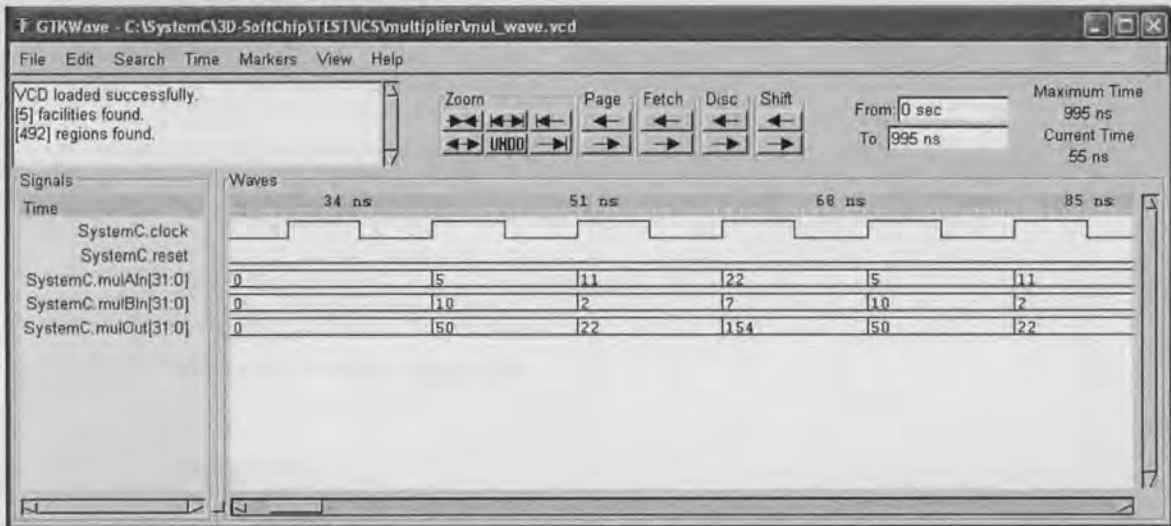 GTKWave - C:\SystemC\3D-SoftChip\TEST\ICS\multiplier\mul_wave.vcd
File Edit Search Time Markers View Help
VCD loaded successfully.
[5] facilities found.
[492] regions found.
Zoom
UNDO
Page
Fetch
Disc
Shift
From: 0 sec
To: 995 ns
Maximum Time
995 ns
Current Time
55 ns
Signals
Waves
Time
34 ns 51 ns 68 ns 85 ns
SystemC.clock
SystemC.reset
SystemC.mulAIn[31:0] 0 5 11 22 5 11
SystemC.mulBIn[31:0] 0 10 2 7 10 2
SystemC.mulOut[31:0] 0 50 22 154 50 22